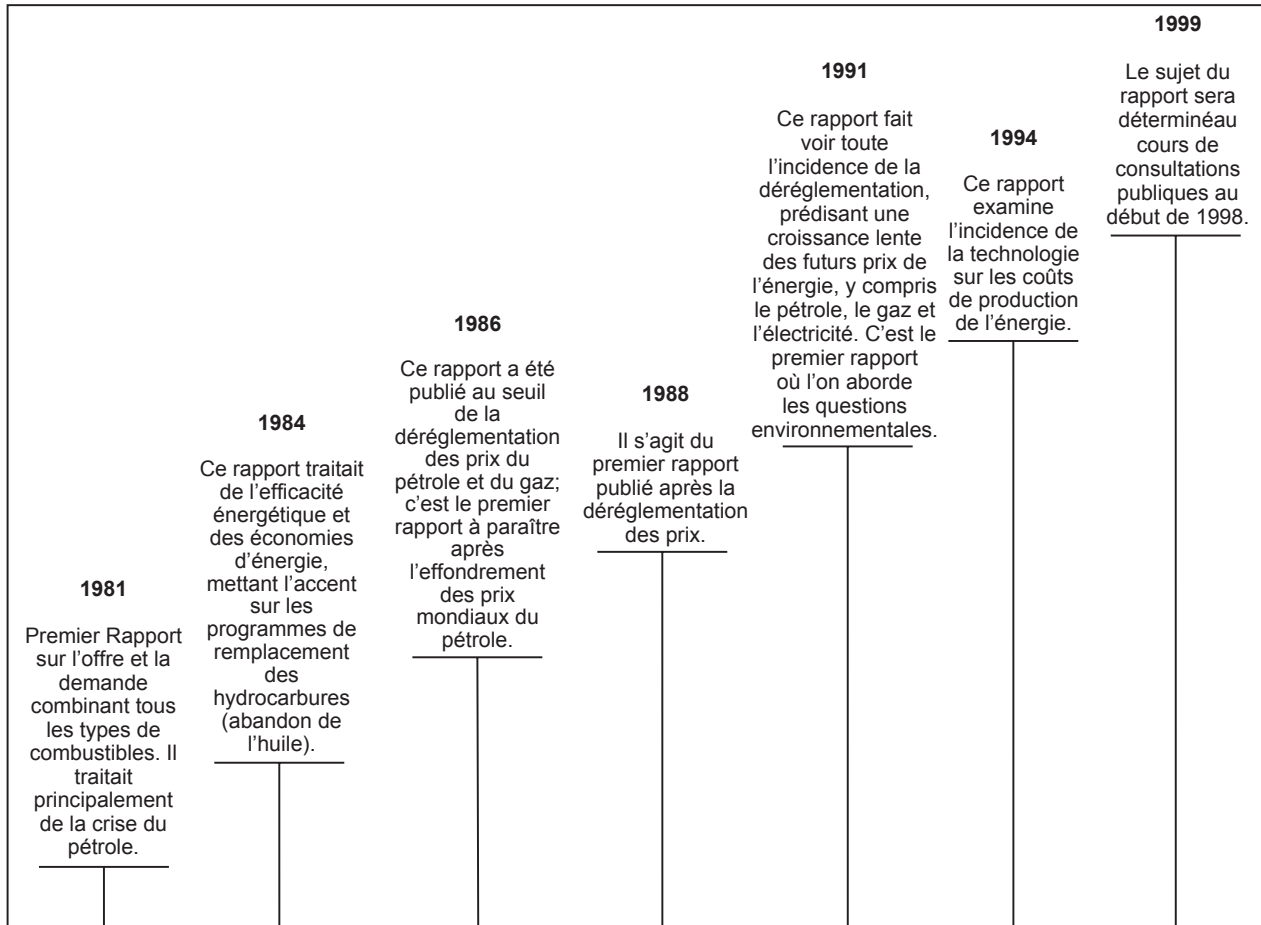 1981
Premier Rapport
sur l’offre et la
demande
combinant tous
les types de
combustibles. Il
traitait
principalement
de la crise du
pétrole.
1984
Ce rapport traitait
de l’efficacité
énergétique et
des économies
d’énergie,
mettant l’accent
sur les
programmes de
remplacement
des
hydrocarbures
(abandon de
l’huile).
1986
Ce rapport a été
publié au seuil
de la
déréglementation
des prix du
pétrole et du gaz;
c’est le premier
rapport à paraître
après
l’effondrement
des prix
mondiaux du
pétrole.
1988
Il s’agit du
premier rapport
publié après la
déréglementation
des prix.
1991
Ce rapport fait
voir toute
l’incidence de la
déréglementation,
prédisant une
croissance lente
des futurs prix de
l’énergie, y compris
le pétrole, le gaz et
l’électricité. C’est le
premier rapport
où l’on aborde
les questions
environnementales.
1994
Ce rapport
examine
l’incidence de
la technologie
sur les coûts
de production
de l’énergie.
1999
Le sujet du
rapport sera
déterminéau
cours de
consultations
publiques au
début de 1998.